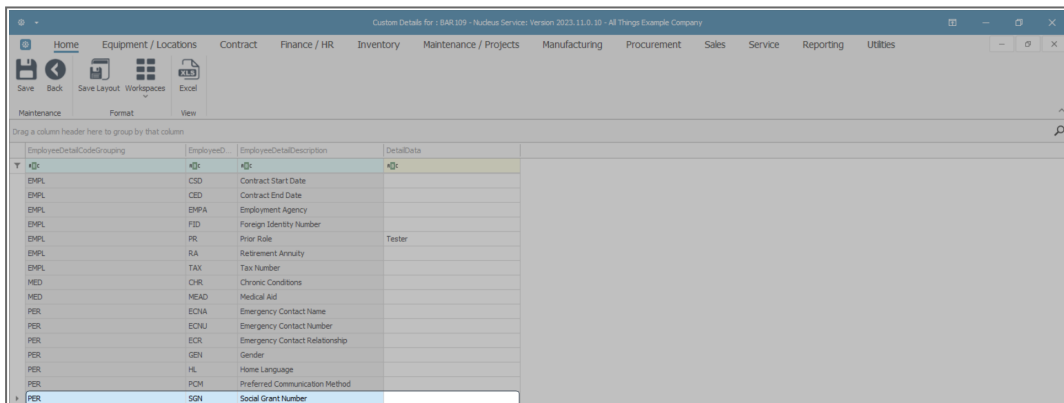 Custom Details for : BAR109 - Nucleus Service: Version 2023.11.0.10 - All Things Example Company
Home Equipment / Locations Contract Finance / HR Inventory Maintenance / Projects Manufacturing Procurement Sales Service Reporting Utilities
XLS
Save Back Save Layout Workspaces Excel
Maintenance Format View
Drag a column header here to group by that column
EmployeeDetailCodeGrouping EmployeeD... EmployeeDetailDescription DetailData
EMPL CSD Contract Start Date
EMPL CED Contract End Date
EMPL EMPA Employment Agency
EMPL FID Foreign Identity Number
EMPL PR Prior Role Tester
EMPL RA Retirement Annuity
EMPL TAX Tax Number
MED CHR Chronic Conditions
MED MEAD Medical Aid
PER ECNA Emergency Contact Name
PER ECNU Emergency Contact Number
PER ECR Emergency Contact Relationship
PER GEN Gender
PER HL Home Language
PER PCM Preferred Communication Method
PER SGN Social Grant Number